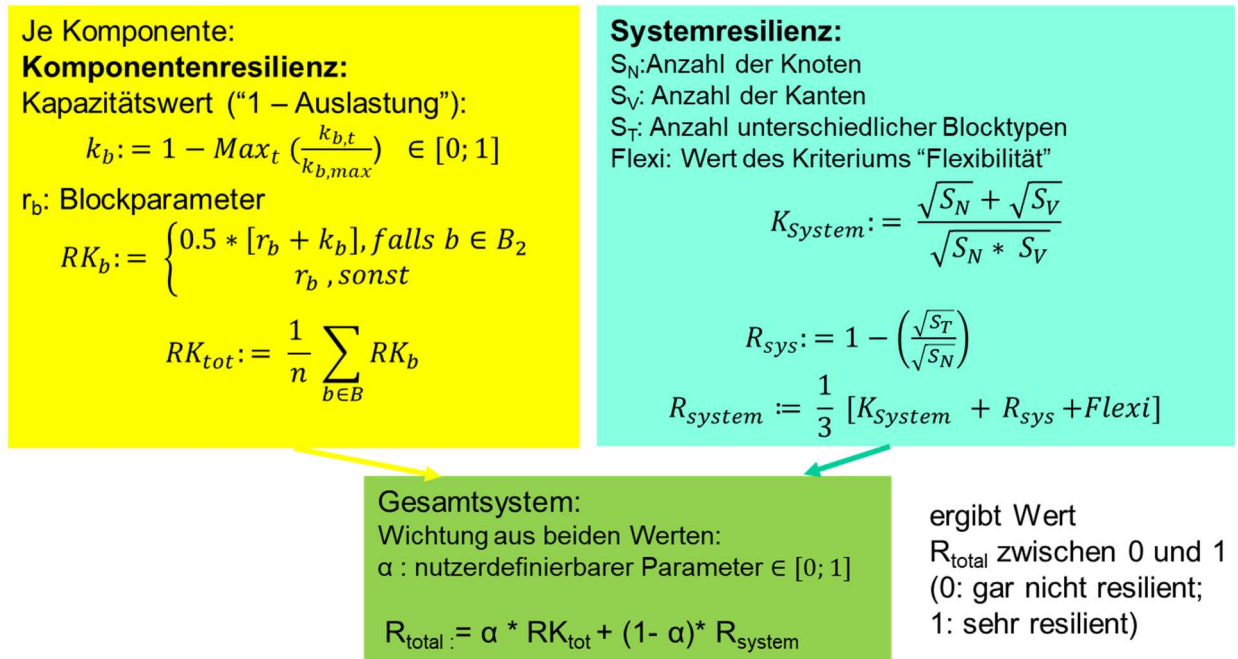 Je Komponente:
Komponentenresilienz:
Kapazitätswert (“1 – Auslastung”):
k_b := 1 − Max_t (k_{b,t} / k_{b,max}) ∈ [0; 1]
r_b: Blockparameter
RK_b := { 0.5 * [r_b + k_b], falls b ∈ B_2
r_b , sonst
RK_tot := 1/n ∑_{b∈B} RK_b
Systemresilienz:
S_N:Anzahl der Knoten
S_V: Anzahl der Kanten
S_T: Anzahl unterschiedlicher Blocktypen
Flexi: Wert des Kriteriums “Flexibilität”
K_System := (√S_N + √S_V) / √(S_N * S_V)
R_sys := 1 − (√S_T / √S_N)
R_system ≔ 1/3 [K_System + R_sys +Flexi]
Gesamtsystem:
Wichtung aus beiden Werten:
α : nutzerdefinierbarer Parameter ∈ [0; 1]
R_total := α * RK_tot + (1- α)* R_system
ergibt Wert
R_total zwischen 0 und 1
(0: gar nicht resilient;
1: sehr resilient)